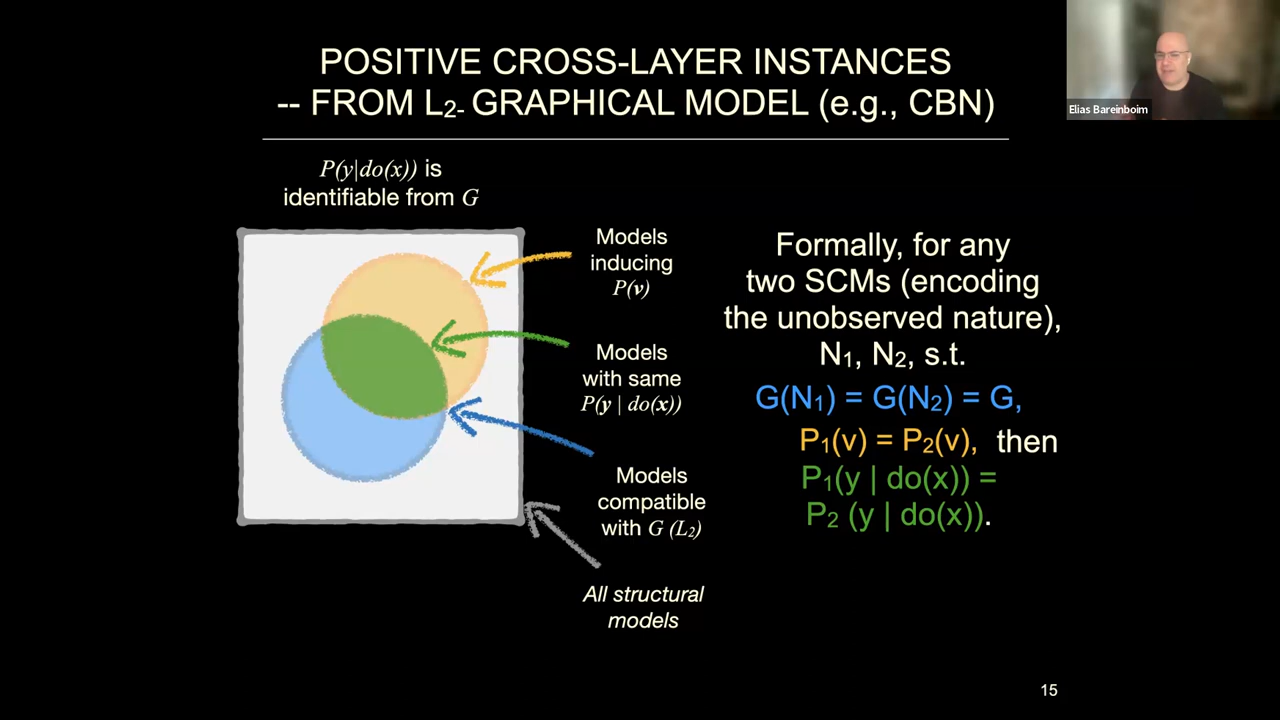 POSITIVE CROSS-LAYER INSTANCES
-- FROM L2- GRAPHICAL MODEL (e.g., CBN)
Elias Bareinboim
P(y|do(x)) is
identifiable from G
Models
inducing
P(v)
Models
with same
P(y | do(x))
Models
compatible
with G (L2)
All structural
models
Formally, for any
two SCMs (encoding
the unobserved nature),
N1, N2, s.t.
G(N1) = G(N2) = G,
P1(v) = P2(v), then
P1(y | do(x)) =
P2 (y | do(x)).
15